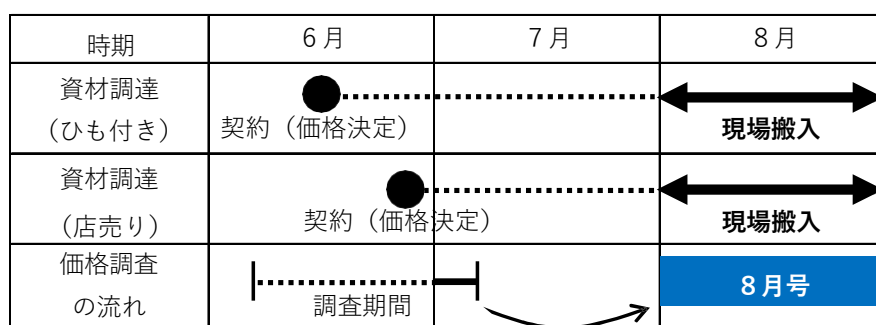 時期
6月
7月
8月
資材調達
(ひも付き)
契約(価格決定)
現場搬入
資材調達
(店売り)
契約(価格決定)
現場搬入
価格調査
の流れ
調査期間
8月号